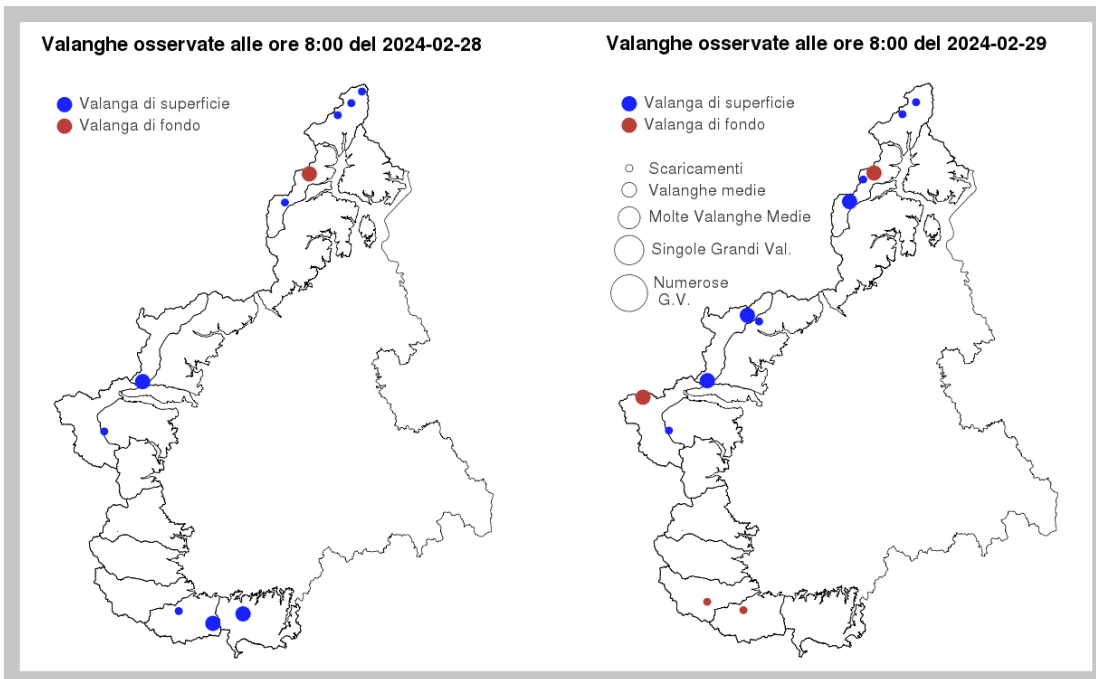 Valanghe osservate alle ore 8:00 del 2024-02-28
Valanga di superficie
Valanga di fondo
Valanghe osservate alle ore 8:00 del 2024-02-29
Valanga di superficie
Valanga di fondo
Scaricamenti
Valanghe medie
Molte Valanghe Medie
Singole Grandi Val.
Numerose
G.V.